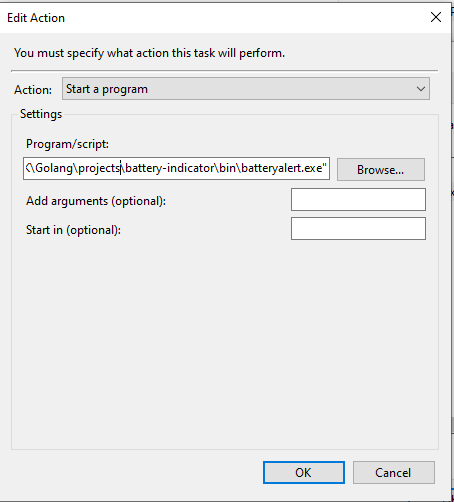 Edit Action
You must specify what action this task will perform.
Action: Start a program
Settings
Program/script:
\Golang\projects\battery-indicator\bin\batteryalert.exe" Browse...
Add arguments (optional):
Start in (optional):
OK Cancel